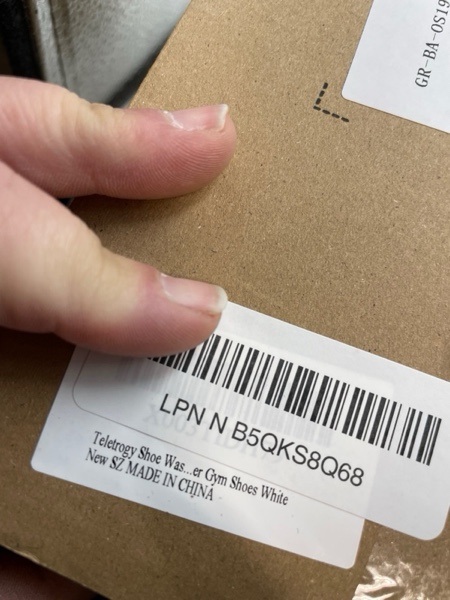 GR-BA-OS19
LPN N B5QKS8Q68
Teletrogy Shoe Was...er Gym Shoes White
New SZ MADE IN CHINA